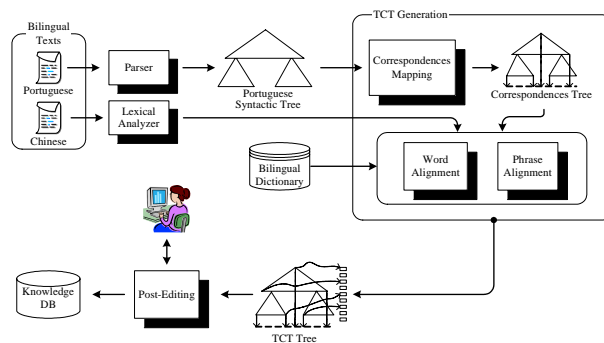 Bilingual
Texts
Portuguese
Chinese
Parser
Lexical
Analyzer
Portuguese
Syntactic Tree
TCT Generation
Correspondences
Mapping
Correspondences Tree
Bilingual
Dictionary
Word
Alignment
Phrase
Alignment
Knowledge
DB
Post-Editing
TCT Tree